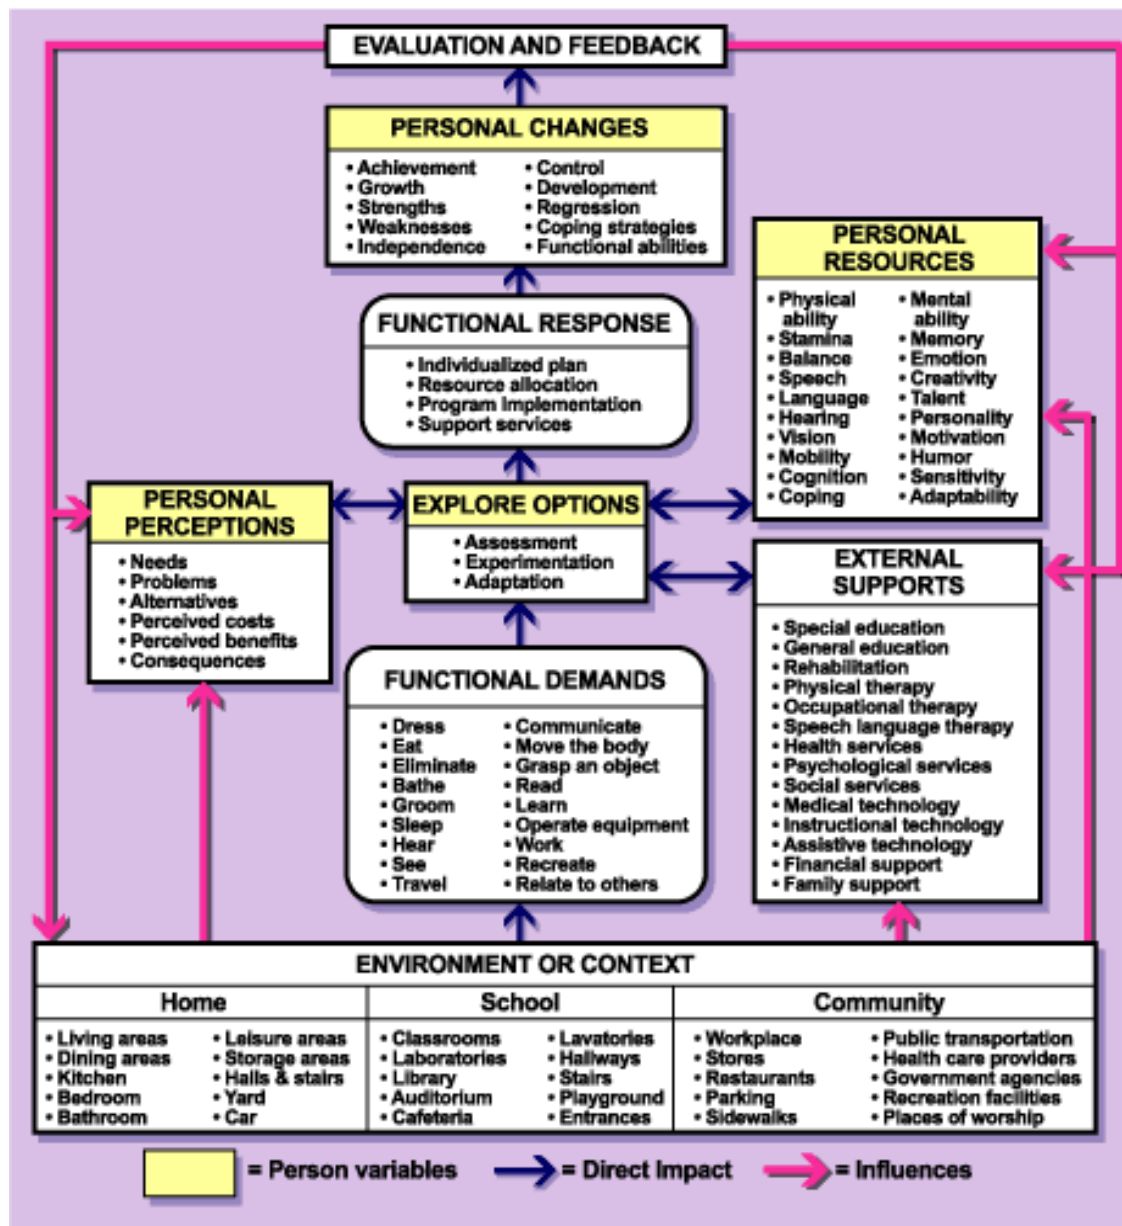 EVALUATION AND FEEDBACK
PERSONAL CHANGES
• Achievement
• Growth
• Strengths
• Weaknesses
• Independence
• Control
• Development
• Regression
• Coping strategies
• Functional abilities
FUNCTIONAL RESPONSE
• Individualized plan
• Resource allocation
• Program Implementation
• Support services
PERSONAL
RESOURCES
• Physical
ability
• Stamina
• Balance
• Speech
• Language
• Hearing
• Vision
• Mobility
• Cognition
• Coping
• Mental
ability
• Memory
• Emotion
• Creativity
• Talent
• Personality
• Motivation
• Humor
• Sensitivity
• Adaptability
PERSONAL
PERCEPTIONS
• Needs
• Problems
• Alternatives
• Perceived costs
• Perceived benefits
• Consequences
EXPLORE OPTIONS
• Assessment
• Experimentation
• Adaptation
EXTERNAL
SUPPORTS
• Special education
• General education
• Rehabilitation
• Physical therapy
• Occupational therapy
• Speech language therapy
• Health services
• Psychological services
• Social services
• Medical technology
• Instructional technology
• Assistive technology
• Financial support
• Family support
FUNCTIONAL DEMANDS
• Dress
• Eat
• Eliminate
• Bathe
• Groom
• Sleep
• Hear
• See
• Travel
• Communicate
• Move the body
• Grasp an object
• Read
• Learn
• Operate equipment
• Work
• Recreate
• Relate to others
ENVIRONMENT OR CONTEXT
Home
• Living areas
• Dining areas
• Kitchen
• Bedroom
• Bathroom
• Leisure areas
• Storage areas
• Halls & stairs
• Yard
• Car
School
• Classrooms
• Laboratories
• Library
• Auditorium
• Cafeteria
• Lavatories
• Hallways
• Stairs
• Playground
• Entrances
Community
• Workplace
• Stores
• Restaurants
• Parking
• Sidewalks
• Public transportation
• Health care providers
• Government agencies
• Recreation facilities
• Places of worship
= Person variables
= Direct Impact
= Influences